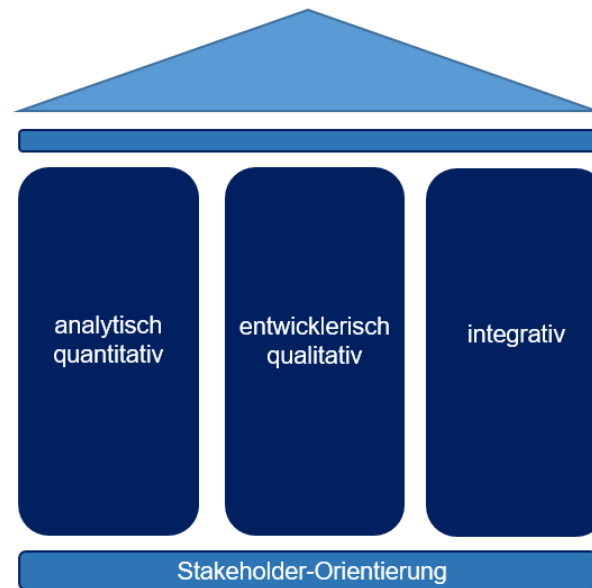 analytisch
quantitativ
entwicklerisch
qualitativ
integrativ
Stakeholder-Orientierung